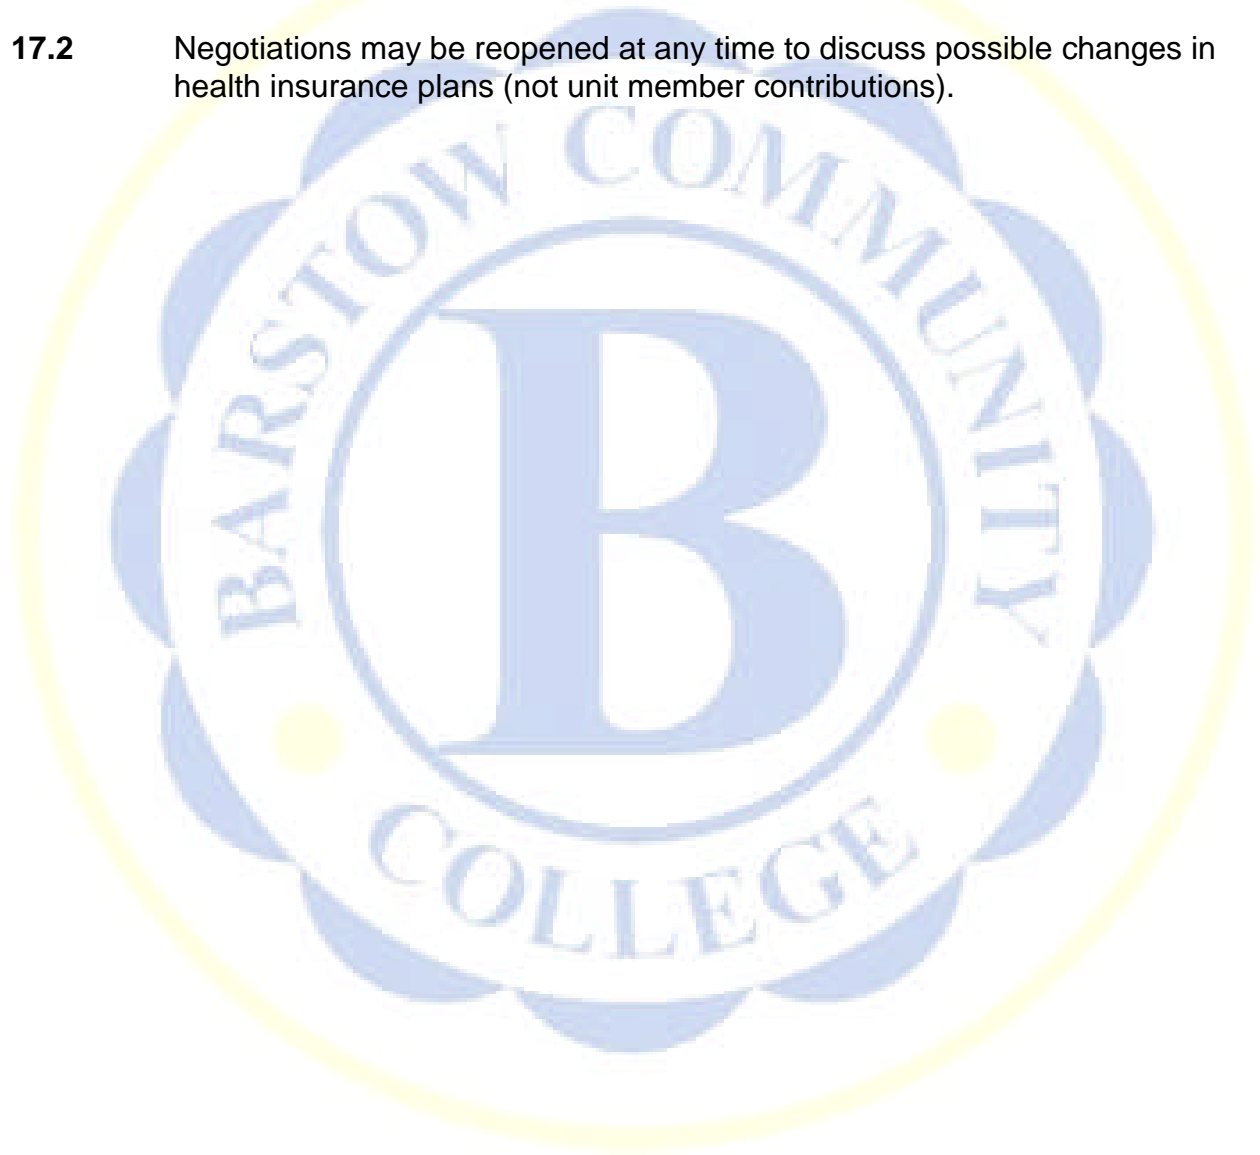 17.2 Negotiations may be reopened at any time to discuss possible changes in
health insurance plans (not unit member contributions).
BARSTOW COMMUNITY
B
COLLEGE